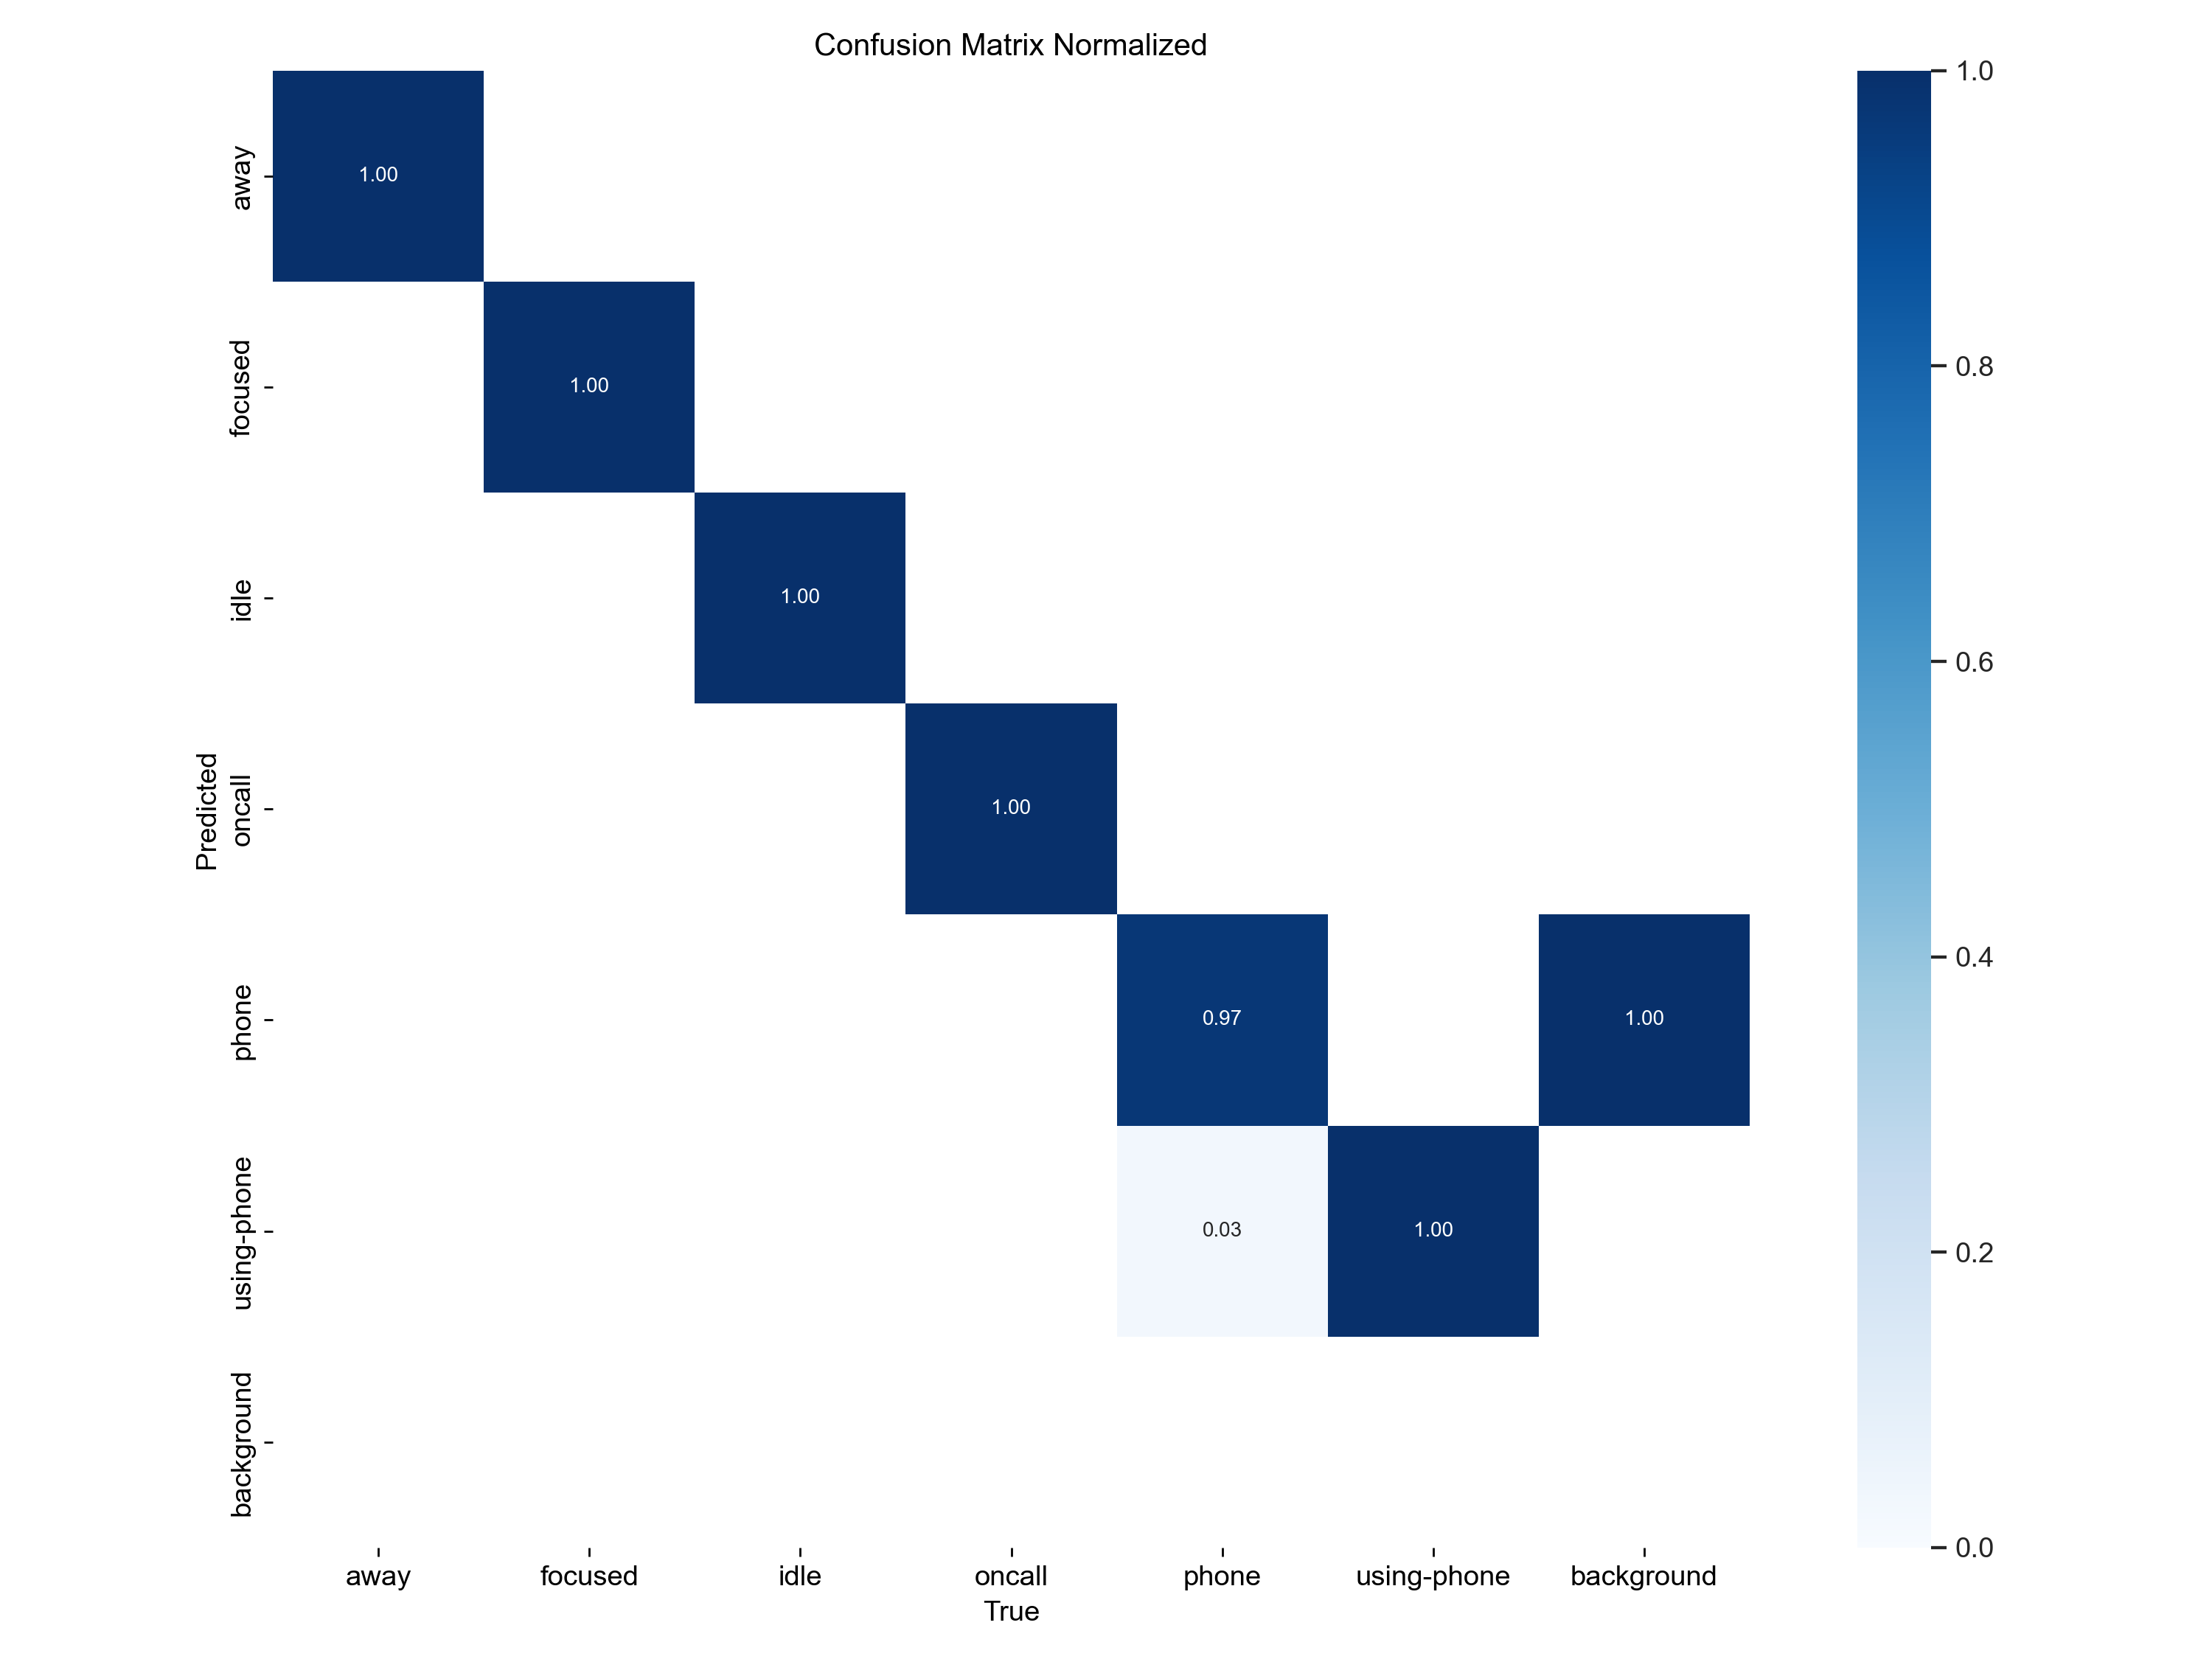 Confusion Matrix Normalized
1.0
away
1.00
focused
1.00
0.8
idle
1.00
0.6
Predicted
oncall
1.00
0.4
phone
0.97
1.00
using-phone
0.03
1.00
0.2
background
0.0
away
focused
idle
oncall
phone
using-phone
background
True